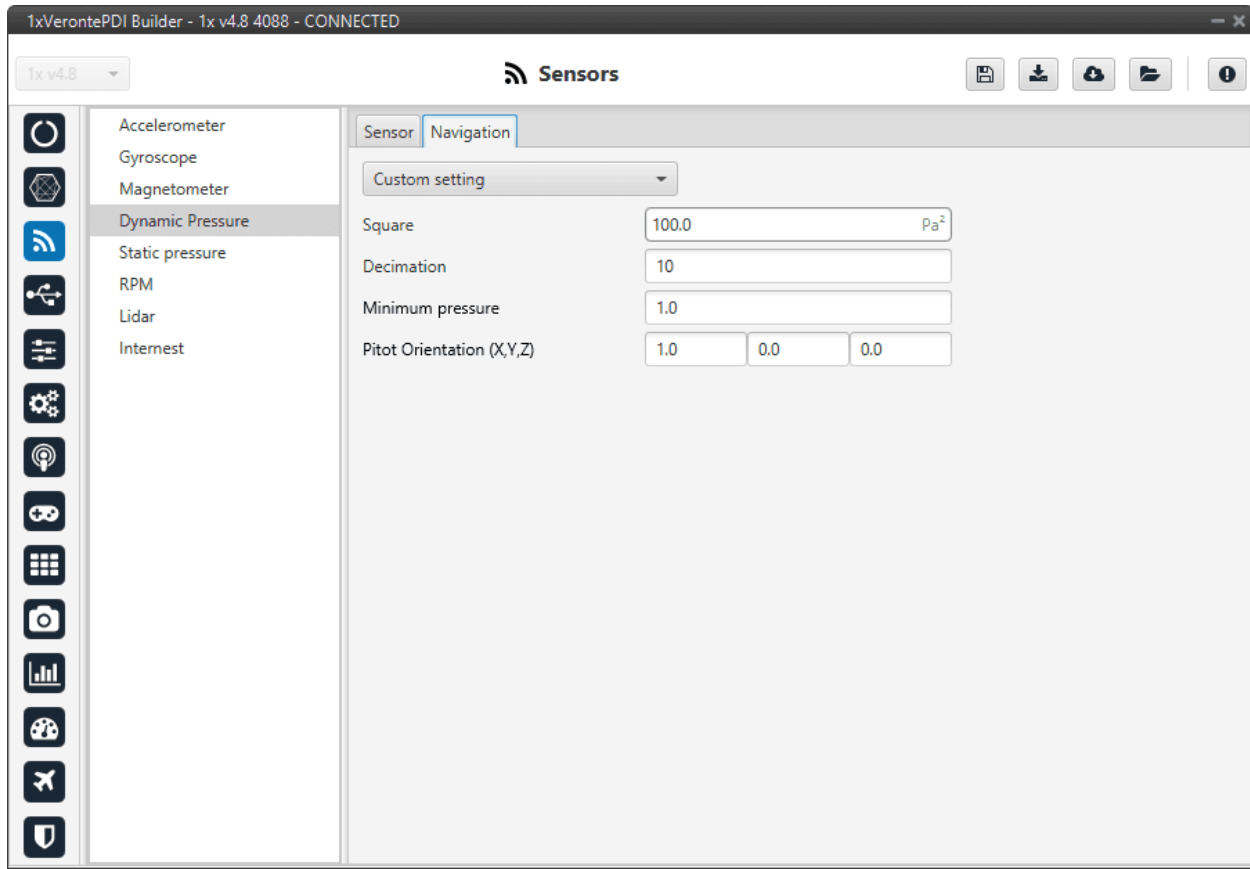 1xVerontePDI Builder - 1x v4.8 4088 - CONNECTED
1x v4.8
Sensors
Accelerometer
Gyroscope
Magnetometer
Dynamic Pressure
Static pressure
RPM
Lidar
Internest
Sensor Navigation
Custom setting
Square 100.0 Pa²
Decimation 10
Minimum pressure 1.0
Pitot Orientation (X,Y,Z) 1.0 0.0 0.0